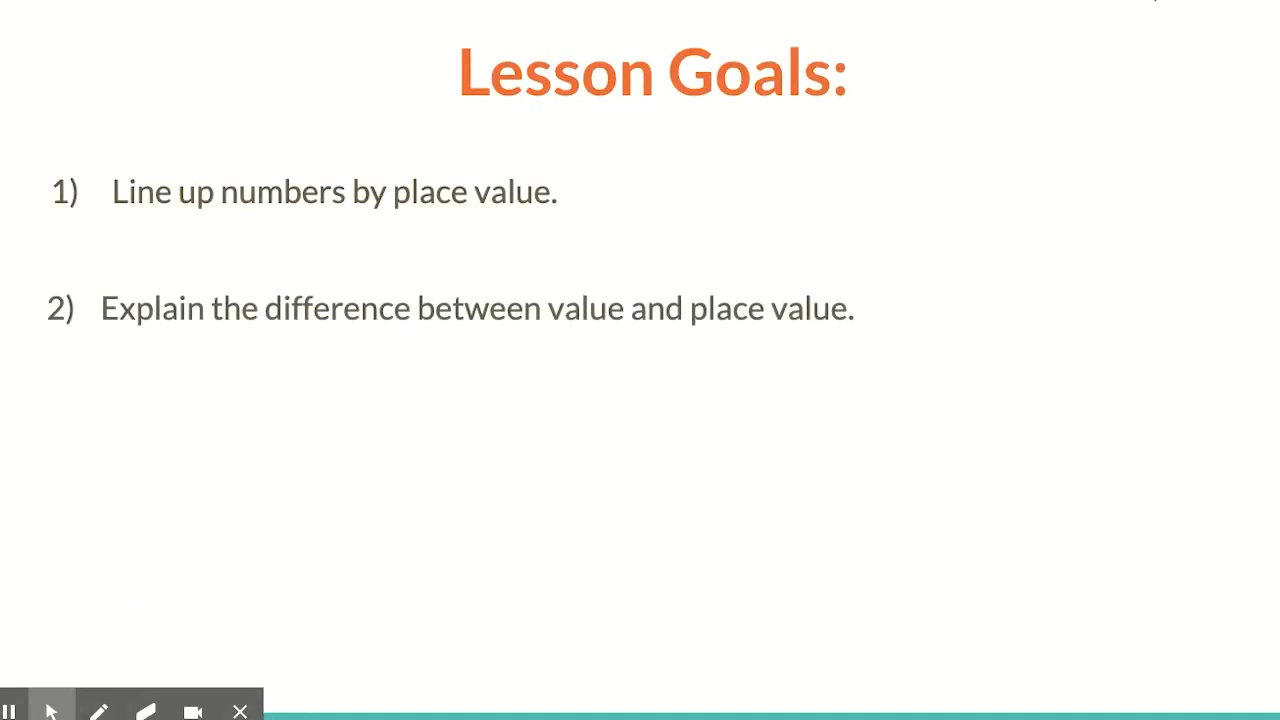 Lesson Goals:
1) Line up numbers by place value.
2) Explain the difference between value and place value.